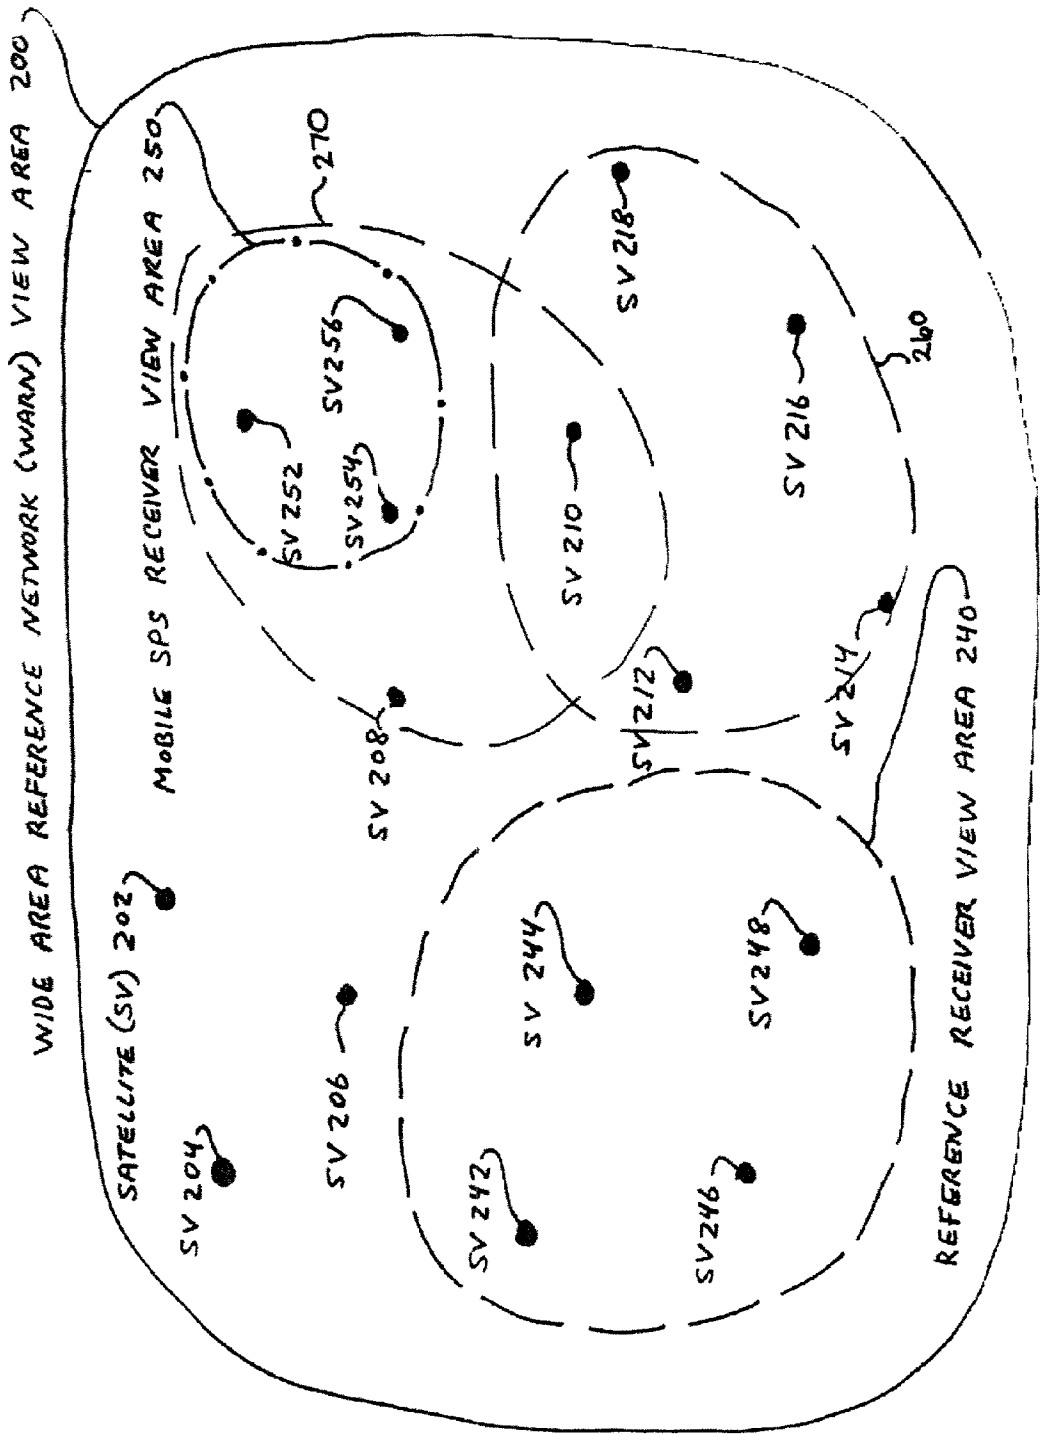 WIDE AREA REFERENCE NETWORK (WARN) VIEW AREA 200
SATELLITE (SV) 202
MOBILE SPS RECEIVER VIEW AREA 250
SV 204
270
SV 252
SV 256
SV 254
SV 206
SV 208
SV 242
SV 244
SV 210
SV 218
SV 212
SV 246
SV 248
SV 216
SV 214
260
REFERENCE RECEIVER VIEW AREA 240